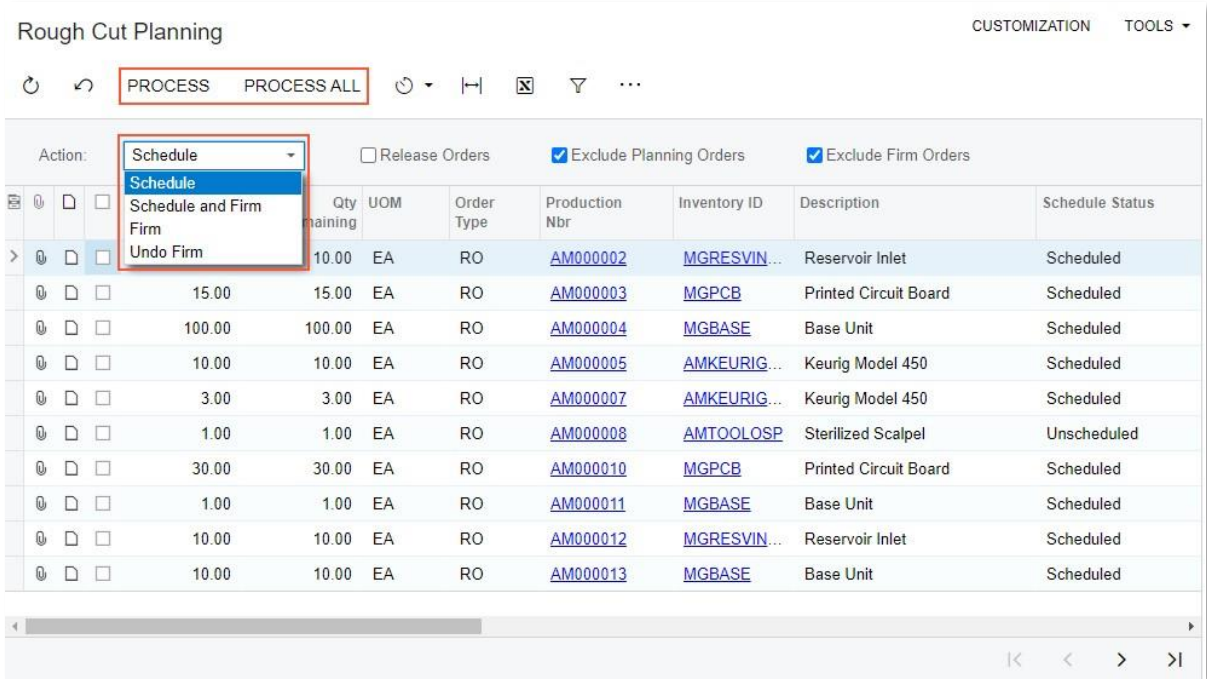 Rough Cut Planning CUSTOMIZATION TOOLS
PROCESS PROCESS ALL
Action: Schedule Release Orders Exclude Planning Orders Exclude Firm Orders
Schedule
Schedule and Firm
Firm
Undo Firm
Qty maining UOM Order Type Production Nbr Inventory ID Description Schedule Status
10.00 EA RO AM000002 MGRESVIN... Reservoir Inlet Scheduled
15.00 15.00 EA RO AM000003 MGPCB Printed Circuit Board Scheduled
100.00 100.00 EA RO AM000004 MGBASE Base Unit Scheduled
10.00 10.00 EA RO AM000005 AMKEURIG... Keurig Model 450 Scheduled
3.00 3.00 EA RO AM000007 AMKEURIG... Keurig Model 450 Scheduled
1.00 1.00 EA RO AM000008 AMTOOLOSP Sterilized Scalpel Unscheduled
30.00 30.00 EA RO AM000010 MGPCB Printed Circuit Board Scheduled
1.00 1.00 EA RO AM000011 MGBASE Base Unit Scheduled
10.00 10.00 EA RO AM000012 MGRESVIN... Reservoir Inlet Scheduled
10.00 10.00 EA RO AM000013 MGBASE Base Unit Scheduled